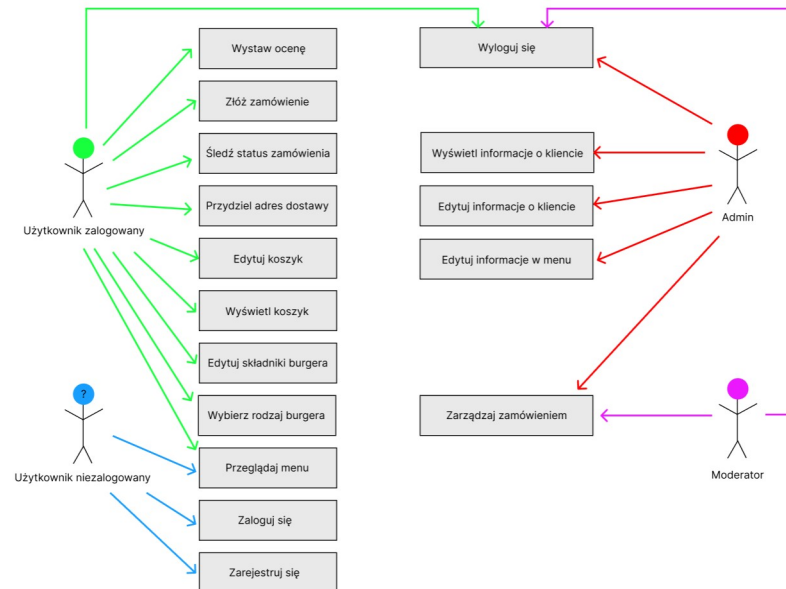 Wystaw ocenę
Wyloguj się
Złóż zamówienie
Śledź status zamówienia
Wyświetl informacje o kliencie
Przydziel adres dostawy
Edytuj informacje o kliencie
Użytkownik zalogowany
Admin
Edytuj koszyk
Edytuj informacje w menu
Wyświetl koszyk
Edytuj składniki burgera
?
Wybierz rodzaj burgera
Zarządzaj zamówieniem
Przeglądaj menu
Użytkownik niezalogowany
Moderator
Zaloguj się
Zarejestruj się